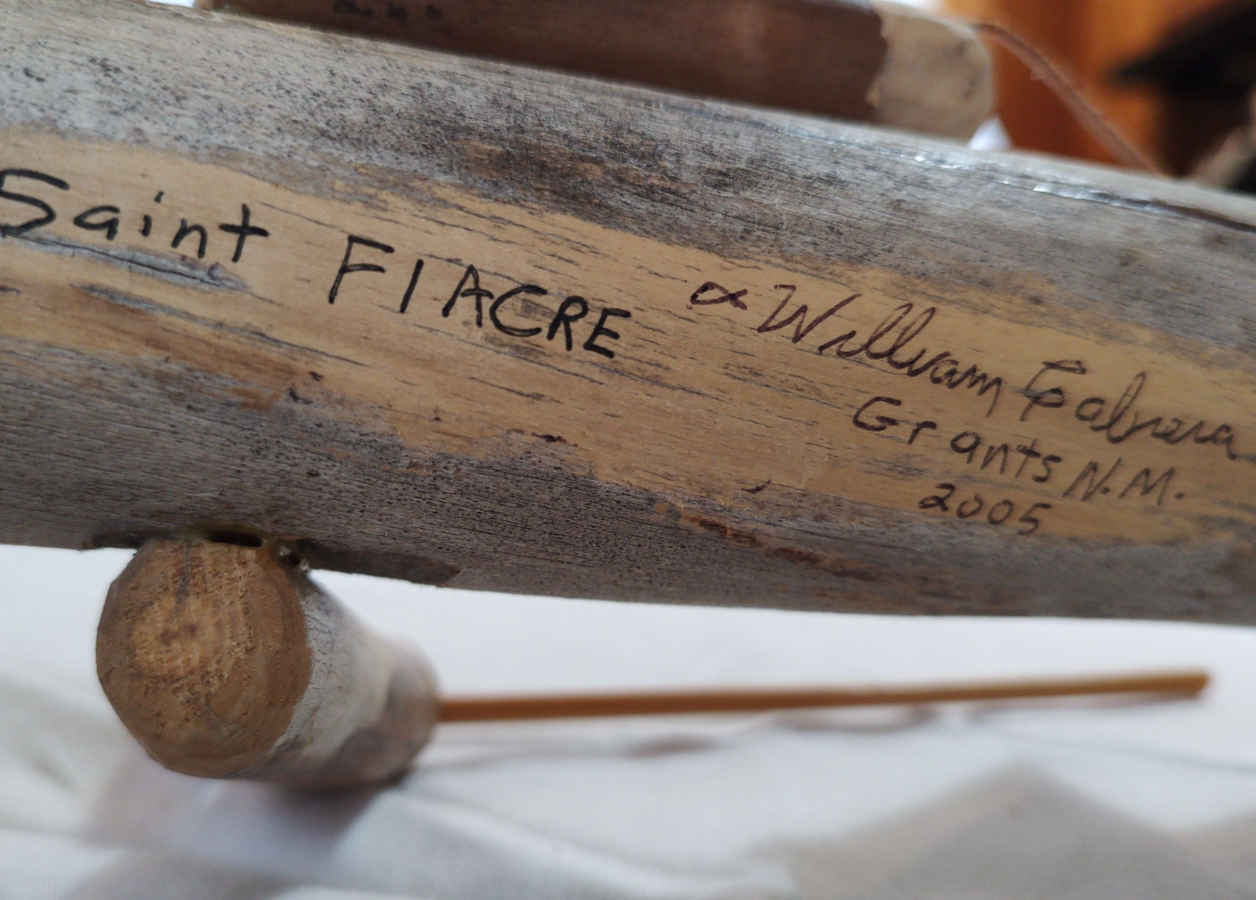 Saint FIACRE
∝ William Cabrera
Grants N.M.
2005